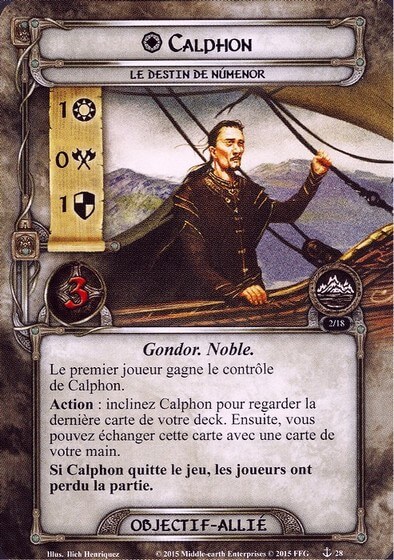 CALPHON
LE DESTIN DE NÚMENOR
1
0
1
3
2/18
Gondor. Noble.
Le premier joueur gagne le contrôle
de Calphon.
Action : inclinez Calphon pour regarder la
dernière carte de votre deck. Ensuite, vous
pouvez échanger cette carte avec une carte de
votre main.
Si Calphon quitte le jeu, les joueurs ont
perdu la partie.
OBJECTIF-ALLIÉ
Illus. Ilich Henriquez © 2015 Middle-earth Enterprises © 2015 FFG 28